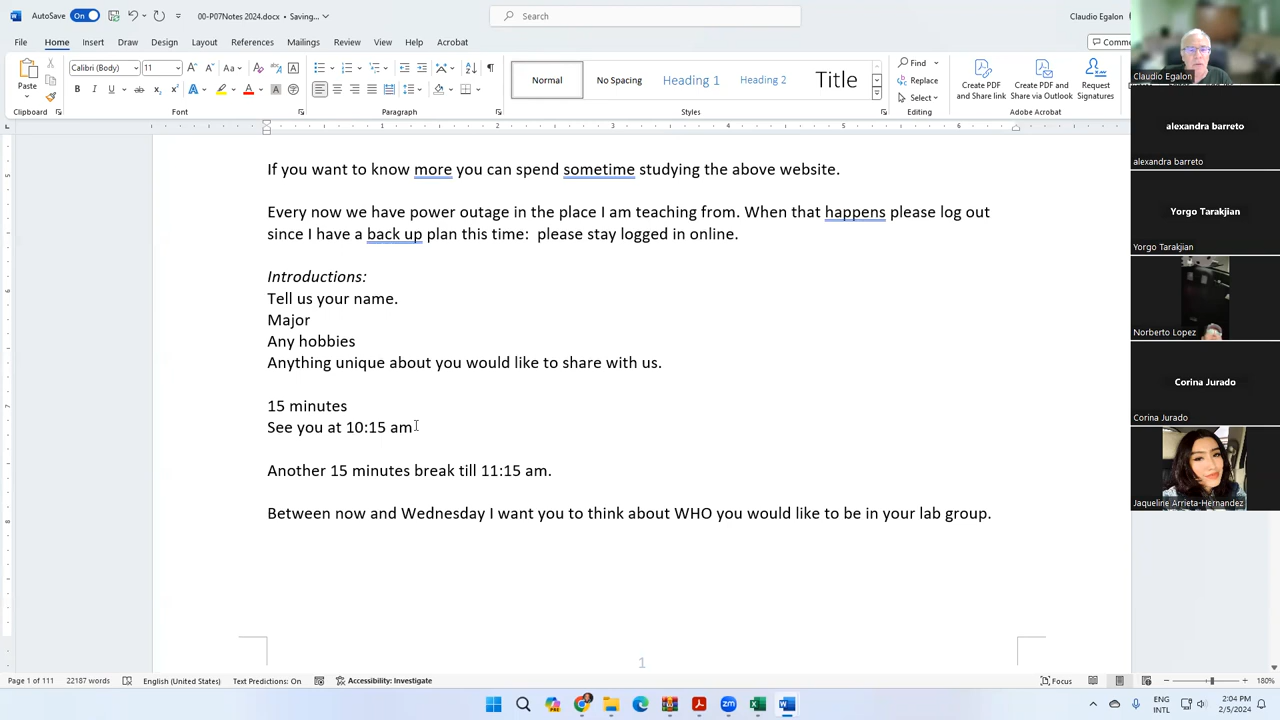 AutoSave On 00-P07Notes 2024.docx • Saving... Search Claudio Egalon
File Home Insert Draw Design Layout References Mailings Review View Help Acrobat
Calibri (Body) 11 Find
Paste Normal No Spacing Heading 1 Heading 2 Title Replace Create PDF and Share link Create PDF and Share via Outlook Request Signatures
Select
Clipboard Font Paragraph Styles Editing Adobe Acrobat
If you want to know more you can spend sometime studying the above website.
Every now we have power outage in the place I am teaching from. When that happens please log out
since I have a back up plan this time: please stay logged in online.
Introductions:
Tell us your name.
Major
Any hobbies
Anything unique about you would like to share with us.
15 minutes
See you at 10:15 am
Another 15 minutes break till 11:15 am.
Between now and Wednesday I want you to think about WHO you would like to be in your lab group.
1
Page 1 of 111 22187 words English (United States) Text Predictions: On Accessibility: Investigate Focus 180%
ENG
INTL
2:04 PM
2/5/2024
Claudio Egalon
alexandra barreto
alexandra barreto
Yorgo Tarakjian
Yorgo Tarakjian
Norberto Lopez
Corina Jurado
Corina Jurado
Jaqueline Arrieta-Hernandez